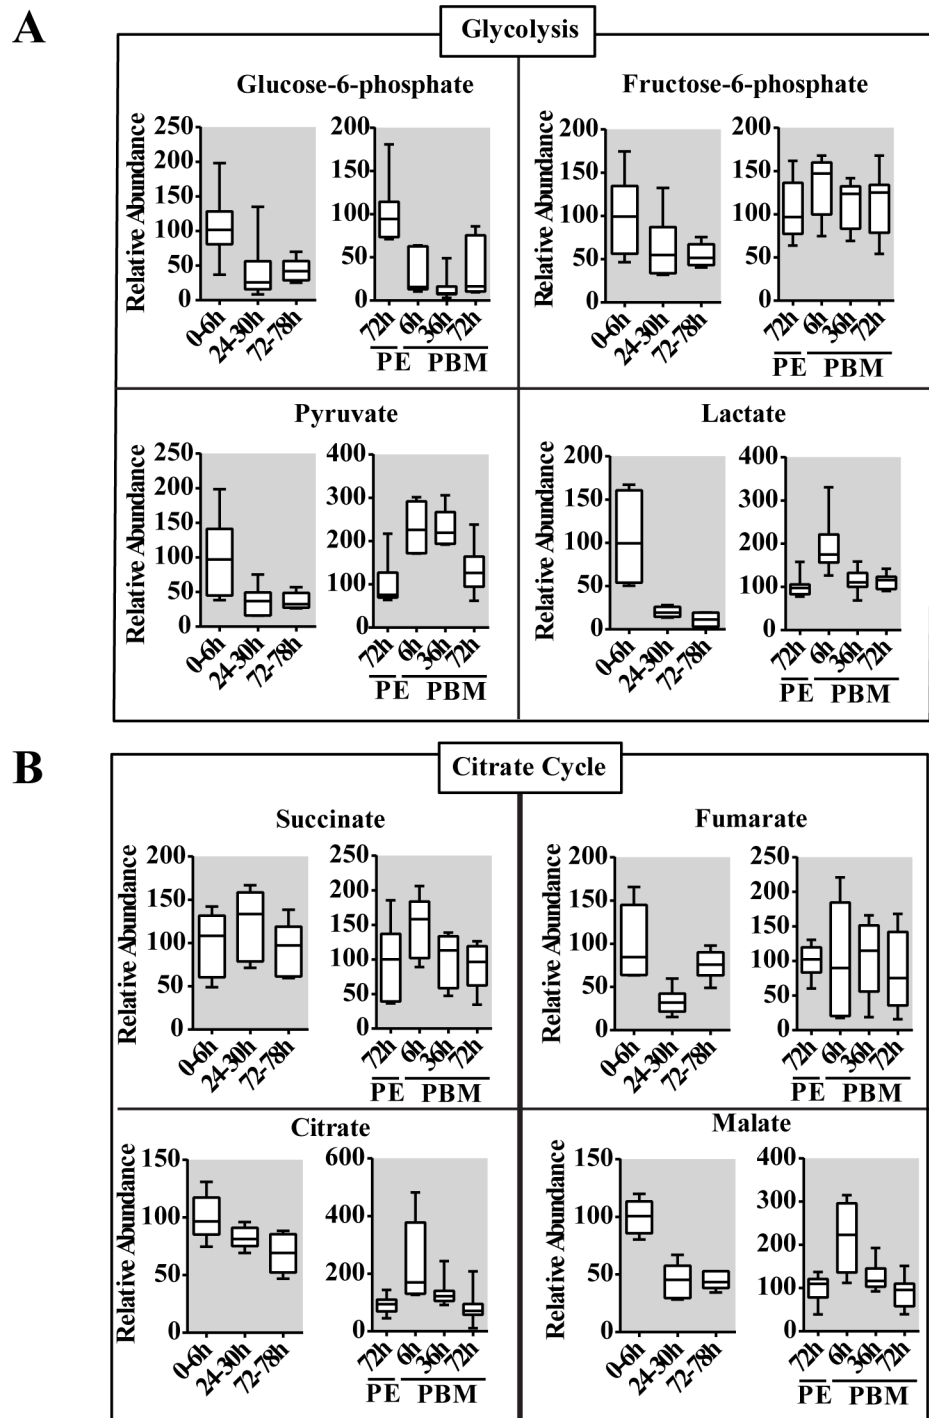 A
Glycolysis
Glucose-6-phosphate
Relative Abundance
250
200
150
100
50
0
0-6h
24-30h
72-78h
200
150
100
50
0
72h
6h
36h
72h
PE
PBM
Fructose-6-phosphate
Relative Abundance
200
150
100
50
0
0-6h
24-30h
72-78h
200
150
100
50
0
72h
6h
36h
72h
PE
PBM
Pyruvate
Relative Abundance
250
200
150
100
50
0
0-6h
24-30h
72-78h
400
300
200
100
0
72h
6h
36h
72h
PE
PBM
Lactate
Relative Abundance
200
150
100
50
0
0-6h
24-30h
72-78h
400
300
200
100
0
72h
6h
36h
72h
PE
PBM
B
Citrate Cycle
Succinate
Relative Abundance
200
150
100
50
0
0-6h
24-30h
72-78h
250
200
150
100
50
0
72h
6h
36h
72h
PE
PBM
Fumarate
Relative Abundance
200
150
100
50
0
0-6h
24-30h
72-78h
250
200
150
100
50
0
72h
6h
36h
72h
PE
PBM
Citrate
Relative Abundance
150
100
50
0
0-6h
24-30h
72-78h
600
400
200
0
72h
6h
36h
72h
PE
PBM
Malate
Relative Abundance
150
100
50
0
0-6h
24-30h
72-78h
400
300
200
100
0
72h
6h
36h
72h
PE
PBM